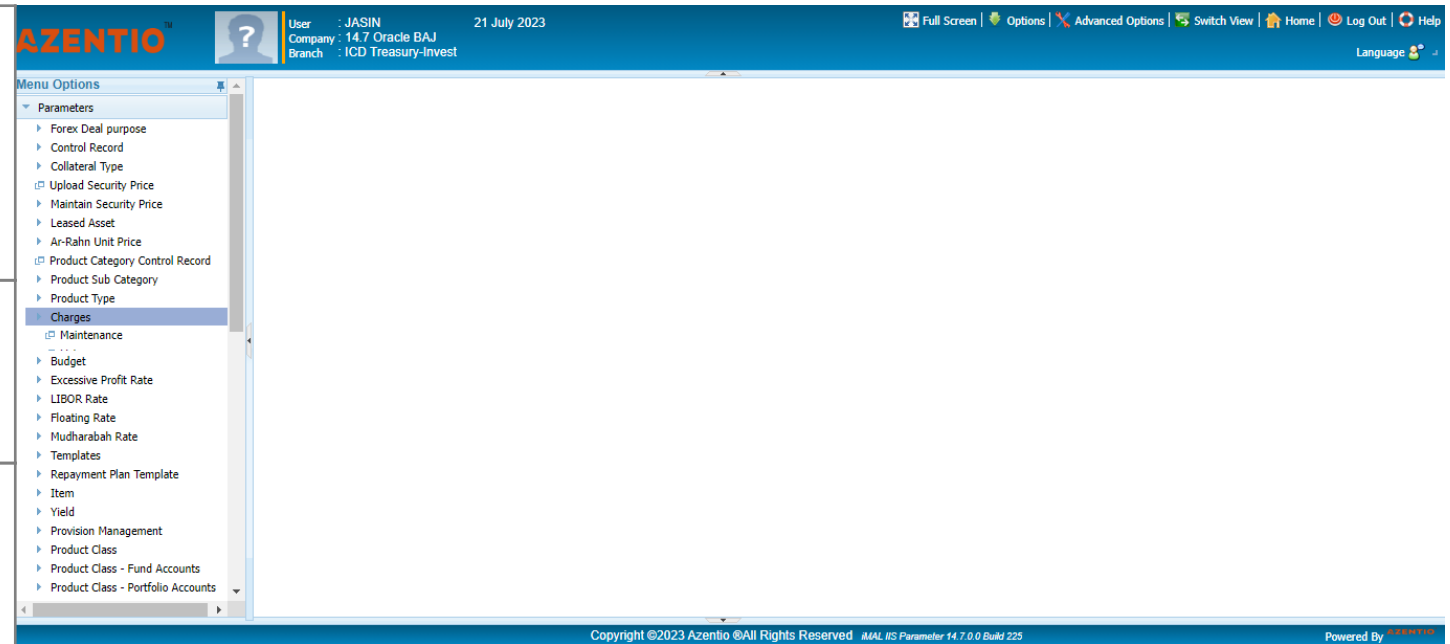 AZENTIO TM
User : JASIN 21 July 2023
Company : 14.7 Oracle BAJ
Branch : ICD Treasury-Invest
Full Screen | Options | Advanced Options | Switch View | Home | Log Out | Help
Language
Menu Options
Parameters
Forex Deal purpose
Control Record
Collateral Type
Upload Security Price
Maintain Security Price
Leased Asset
Ar-Rahn Unit Price
Product Category Control Record
Product Sub Category
Product Type
Charges
Maintenance
Budget
Excessive Profit Rate
LIBOR Rate
Floating Rate
Mudharabah Rate
Templates
Repayment Plan Template
Item
Yield
Provision Management
Product Class
Product Class - Fund Accounts
Product Class - Portfolio Accounts
Copyright ©2023 Azentio ®All Rights Reserved iMAL IIS Parameter 14.7.0.0 Build 225
Powered By AZENTIO